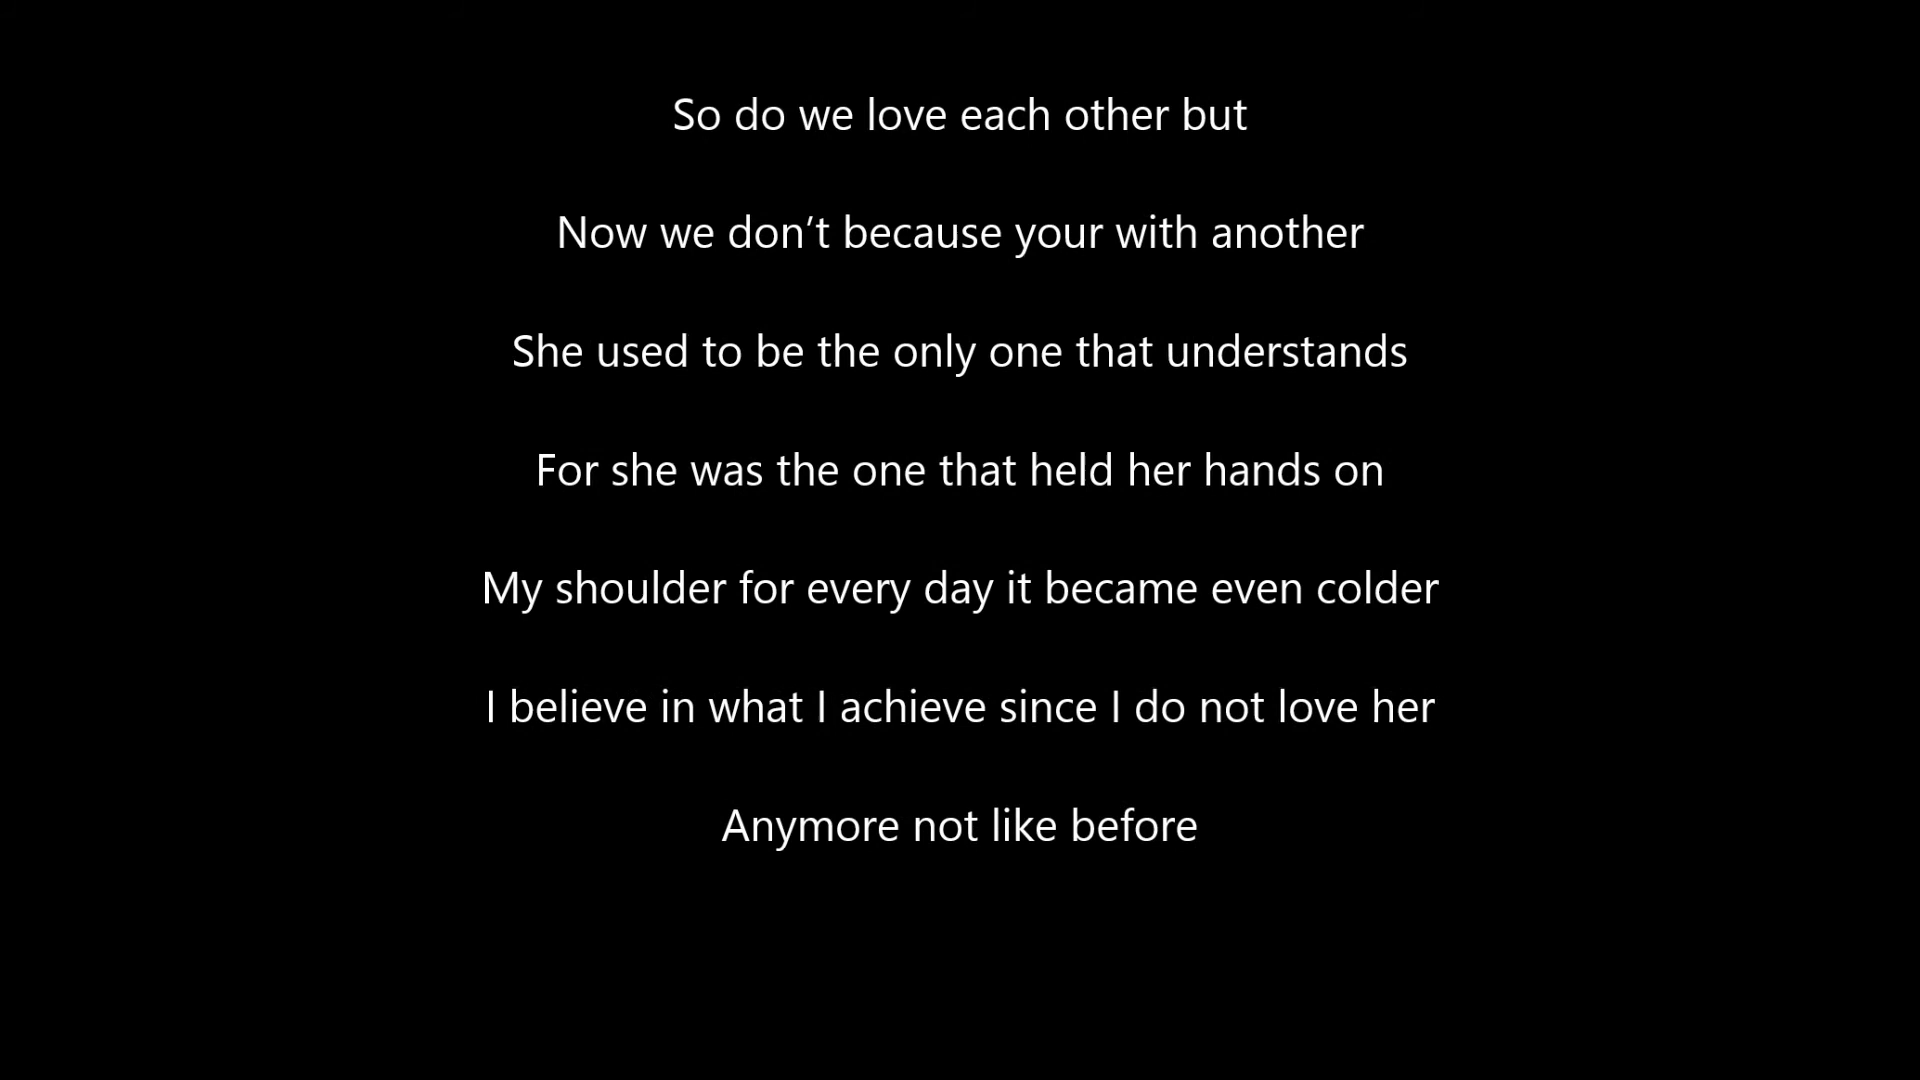 So do we love each other but
Now we don’t because your with another
She used to be the only one that understands
For she was the one that held her hands on
My shoulder for every day it became even colder
I believe in what I achieve since I do not love her
Anymore not like before